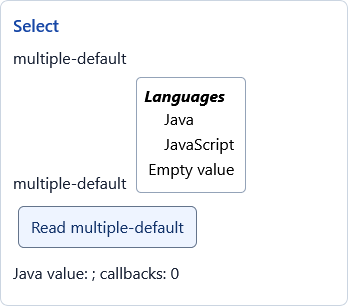 Select
multiple-default
Languages
Java
JavaScript
Empty value
multiple-default
Read multiple-default
Java value: ; callbacks: 0